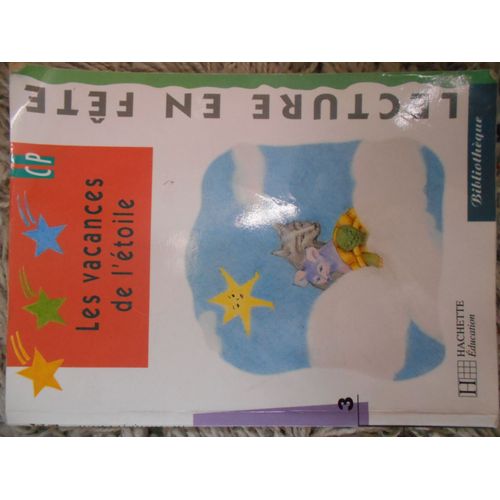 LECTURE EN FÊTE
Bibliothèque
CP
Les vacances
de l'étoile
3
HACHETTE
Éducation